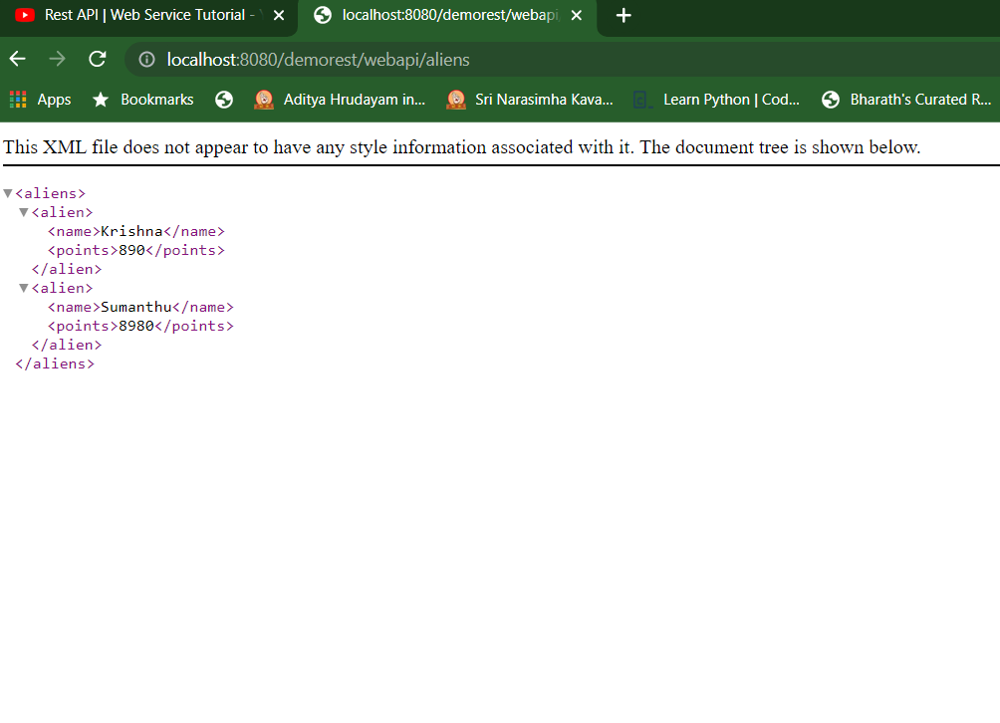 Rest API | Web Service Tutorial -
localhost:8080/demorest/webapi
localhost:8080/demorest/webapi/aliens
Apps Bookmarks Aditya Hrudayam in... Sri Narasimha Kava... Learn Python | Cod... Bharath's Curated R...
This XML file does not appear to have any style information associated with it. The document tree is shown below.
<aliens>
<alien>
<name>Krishna</name>
<points>890</points>
</alien>
<alien>
<name>Sumanthu</name>
<points>8980</points>
</alien>
</aliens>